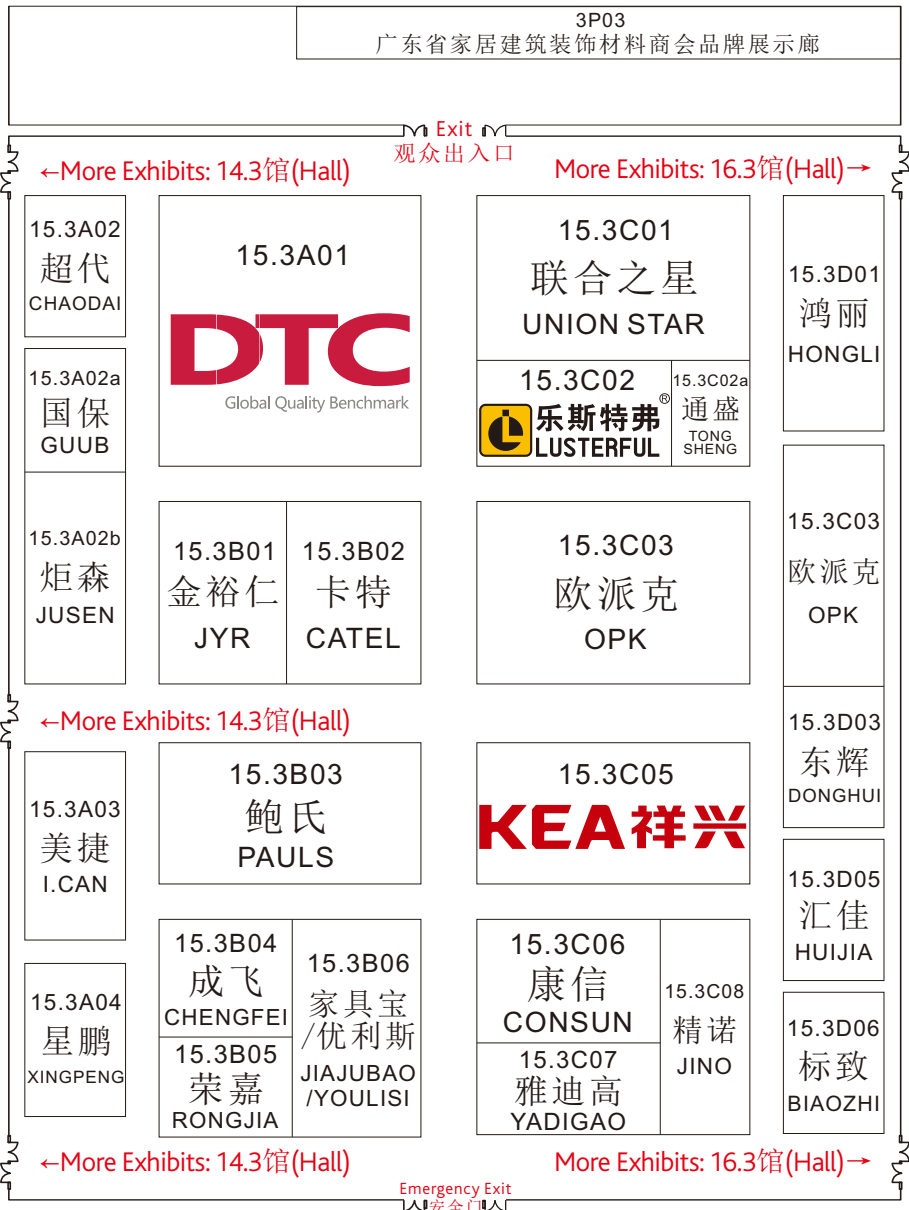 3P03
广东省家居建筑装饰材料商会品牌展示廊
Exit
观众出入口
←More Exhibits: 14.3馆(Hall)
More Exhibits: 16.3馆(Hall)→
15.3A02
超代
CHAODAI
15.3A01
DTC
Global Quality Benchmark
15.3C01
联合之星
UNION STAR
15.3D01
鸿丽
HONGLI
15.3A02a
国保
GUUB
15.3C02
乐斯特弗®
LUSTERFUL
15.3C02a
通盛
TONG
SHENG
15.3A02b
炬森
JUSEN
15.3B01
金裕仁
JYR
15.3B02
卡特
CATEL
15.3C03
欧派克
OPK
15.3C03
欧派克
OPK
←More Exhibits: 14.3馆(Hall)
15.3D03
东辉
DONGHUI
15.3A03
美捷
I.CAN
15.3B03
鲍氏
PAULS
15.3C05
KEA祥兴
15.3D05
汇佳
HUIJIA
15.3A04
星鹏
XINGPENG
15.3B04
成飞
CHENGFEI
15.3B05
荣嘉
RONGJIA
15.3B06
家具宝
/优利斯
JIAJUBAO
/YOULISI
15.3C06
康信
CONSUN
15.3C07
雅迪高
YADIGAO
15.3C08
精诺
JINO
15.3D06
标致
BIAOZHI
←More Exhibits: 14.3馆(Hall)
More Exhibits: 16.3馆(Hall)→
Emergency Exit
安全门